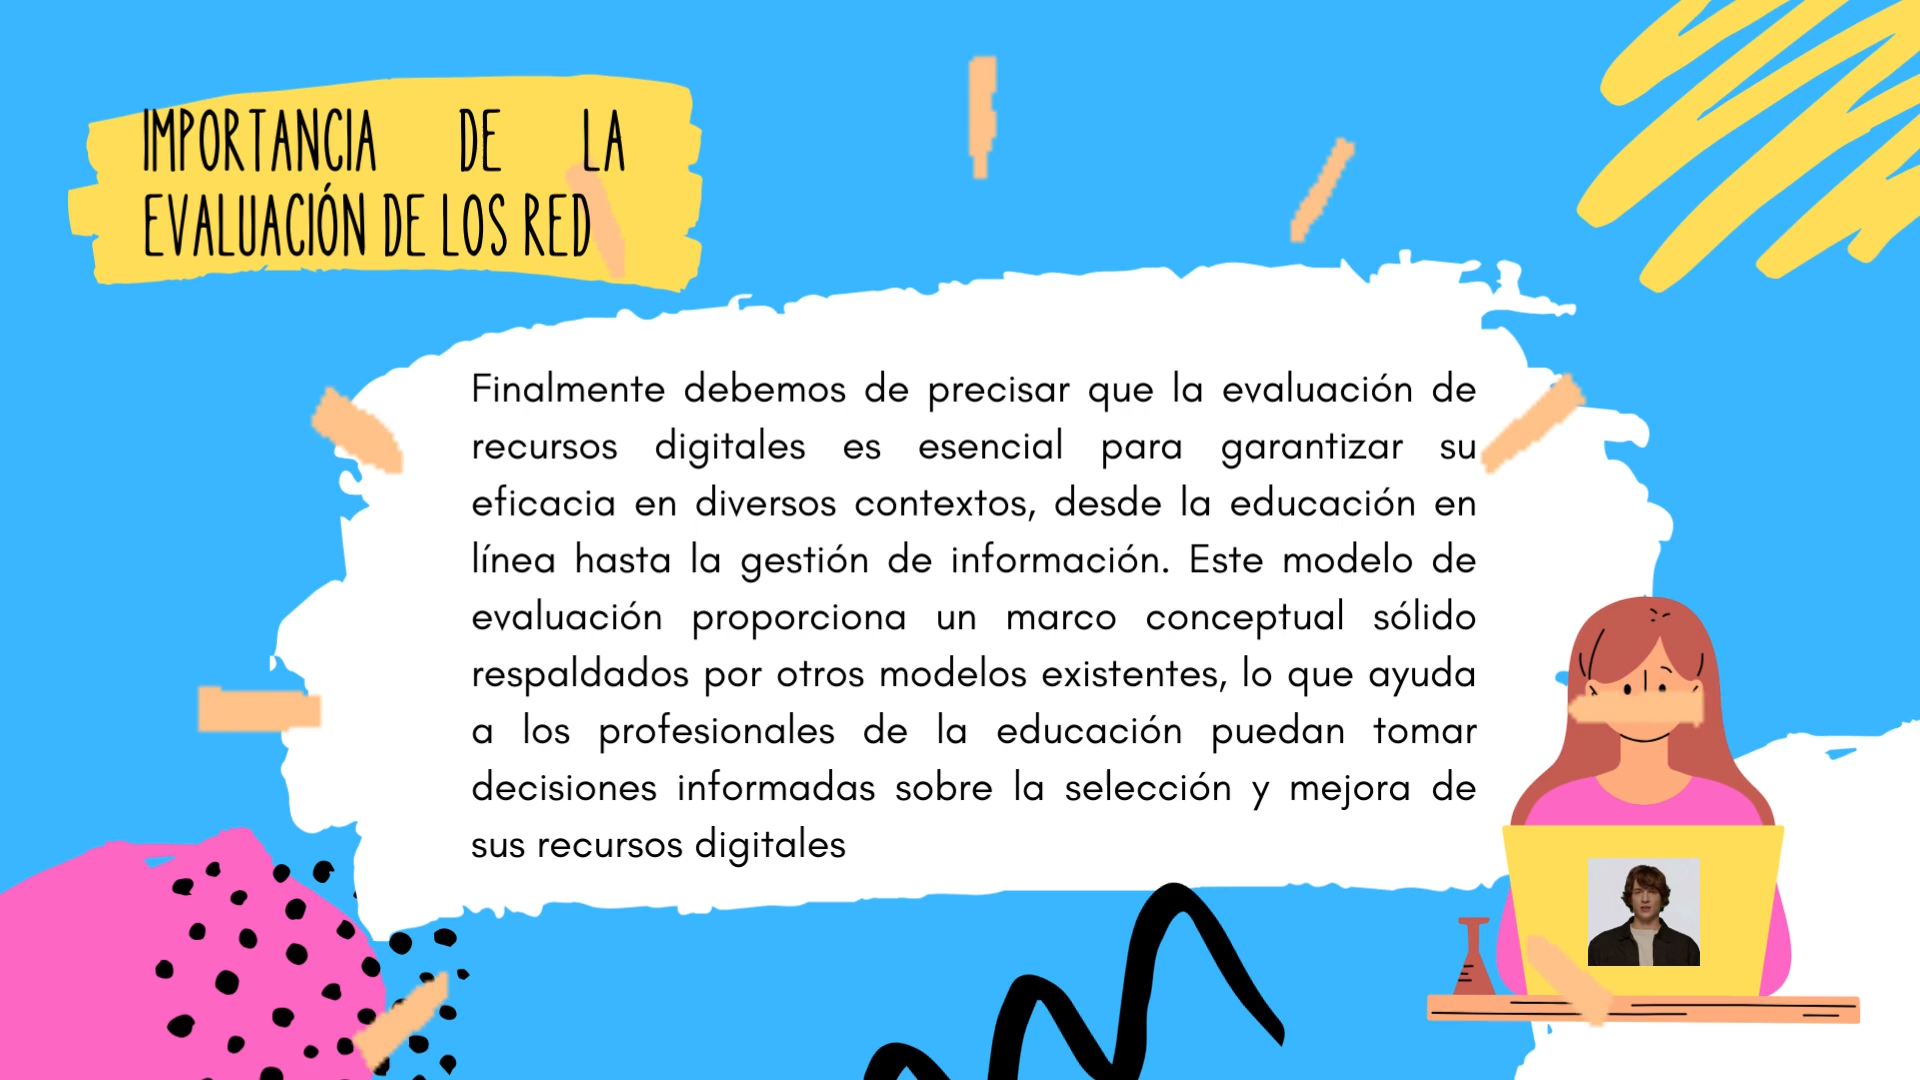 IMPORTANCIA DE LA
EVALUACIÓN DE LOS RED
Finalmente debemos de precisar que la evaluación de
recursos digitales es esencial para garantizar su
eficacia en diversos contextos, desde la educación en
línea hasta la gestión de información. Este modelo de
evaluación proporciona un marco conceptual sólido
respaldados por otros modelos existentes, lo que ayuda
a los profesionales de la educación puedan tomar
decisiones informadas sobre la selección y mejora de
sus recursos digitales